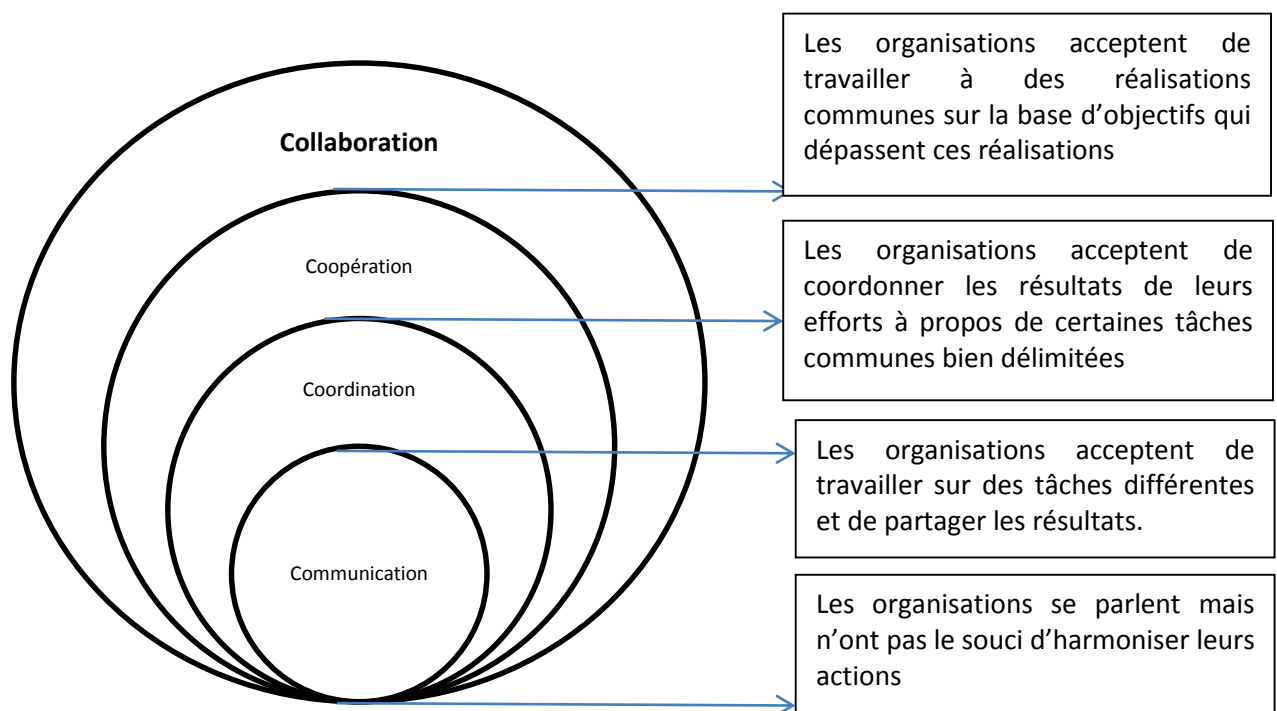 Collaboration
Coopération
Coordination
Communication
Les organisations acceptent de
travailler à des réalisations
communes sur la base d’objectifs qui
dépassent ces réalisations
Les organisations acceptent de
coordonner les résultats de leurs
efforts à propos de certaines tâches
communes bien délimitées
Les organisations acceptent de
travailler sur des tâches différentes
et de partager les résultats.
Les organisations se parlent mais
n’ont pas le souci d’harmoniser leurs
actions